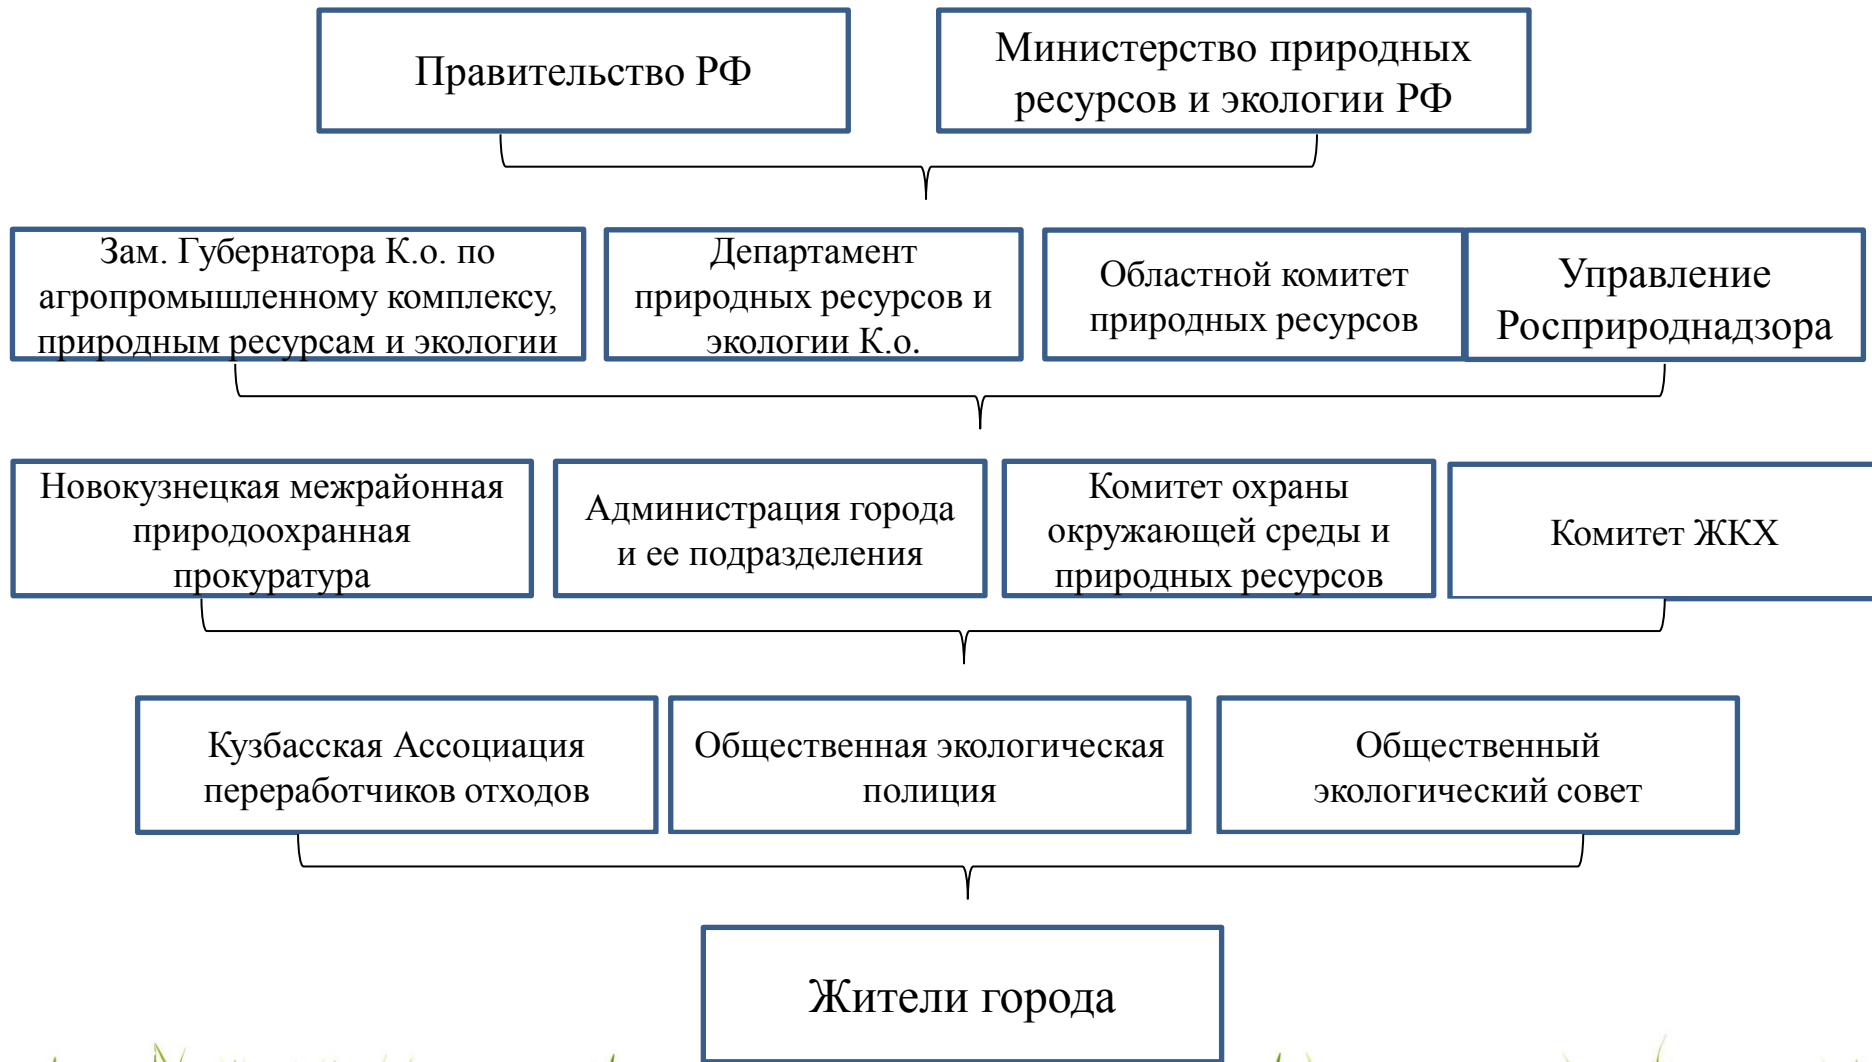 Правительство РФ
Министерство природных
ресурсов и экологии РФ
Зам. Губернатора К.о. по
агропромышленному комплексу,
природным ресурсам и экологии
Департамент
природных ресурсов и
экологии К.о.
Областной комитет
природных ресурсов
Управление
Росприроднадзора
Новокузнецкая межрайонная
природоохранная
прокуратура
Администрация города
и ее подразделения
Комитет охраны
окружающей среды и
природных ресурсов
Комитет ЖКХ
Кузбасская Ассоциация
переработчиков отходов
Общественная экологическая
полиция
Общественный
экологический совет
Жители города